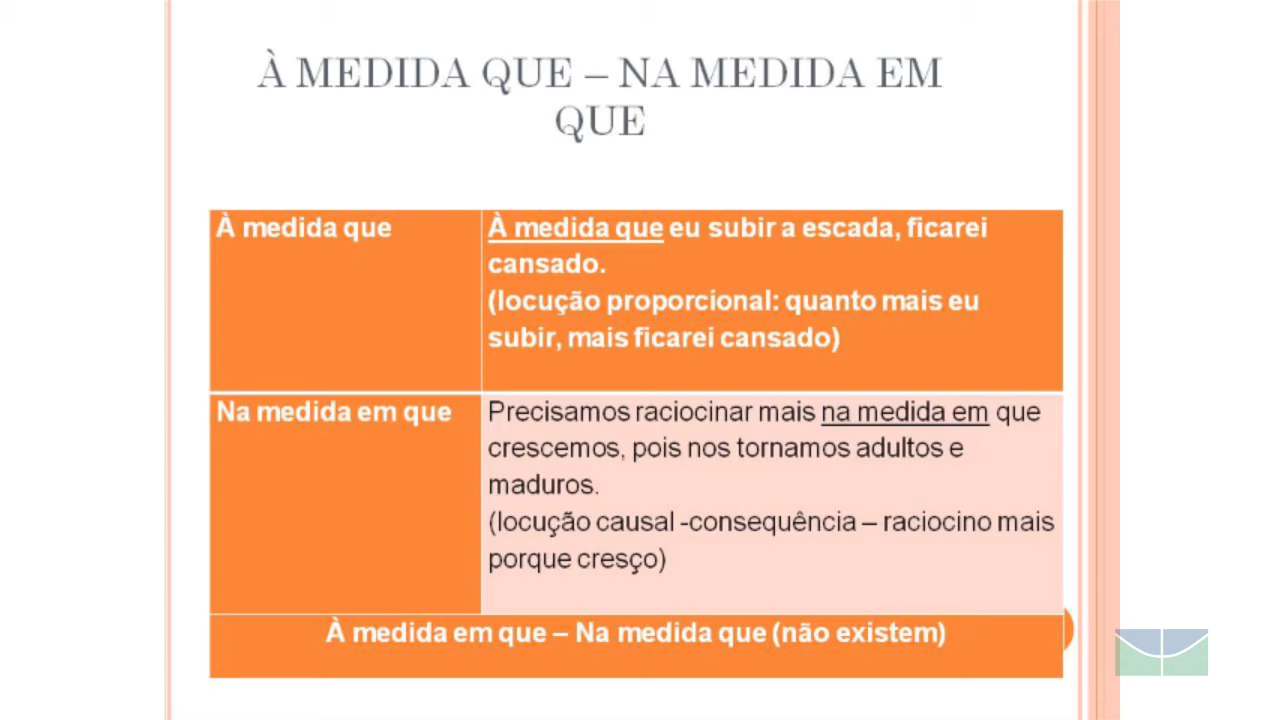 À MEDIDA QUE – NA MEDIDA EM
QUE
À medida que
À medida que eu subir a escada, ficarei
cansado.
(locução proporcional: quanto mais eu
subir, mais ficarei cansado)
Na medida em que
Precisamos raciocinar mais na medida em que
crescemos, pois nos tornamos adultos e
maduros.
(locução causal -consequência – raciocino mais
porque cresço)
À medida em que – Na medida que (não existem)